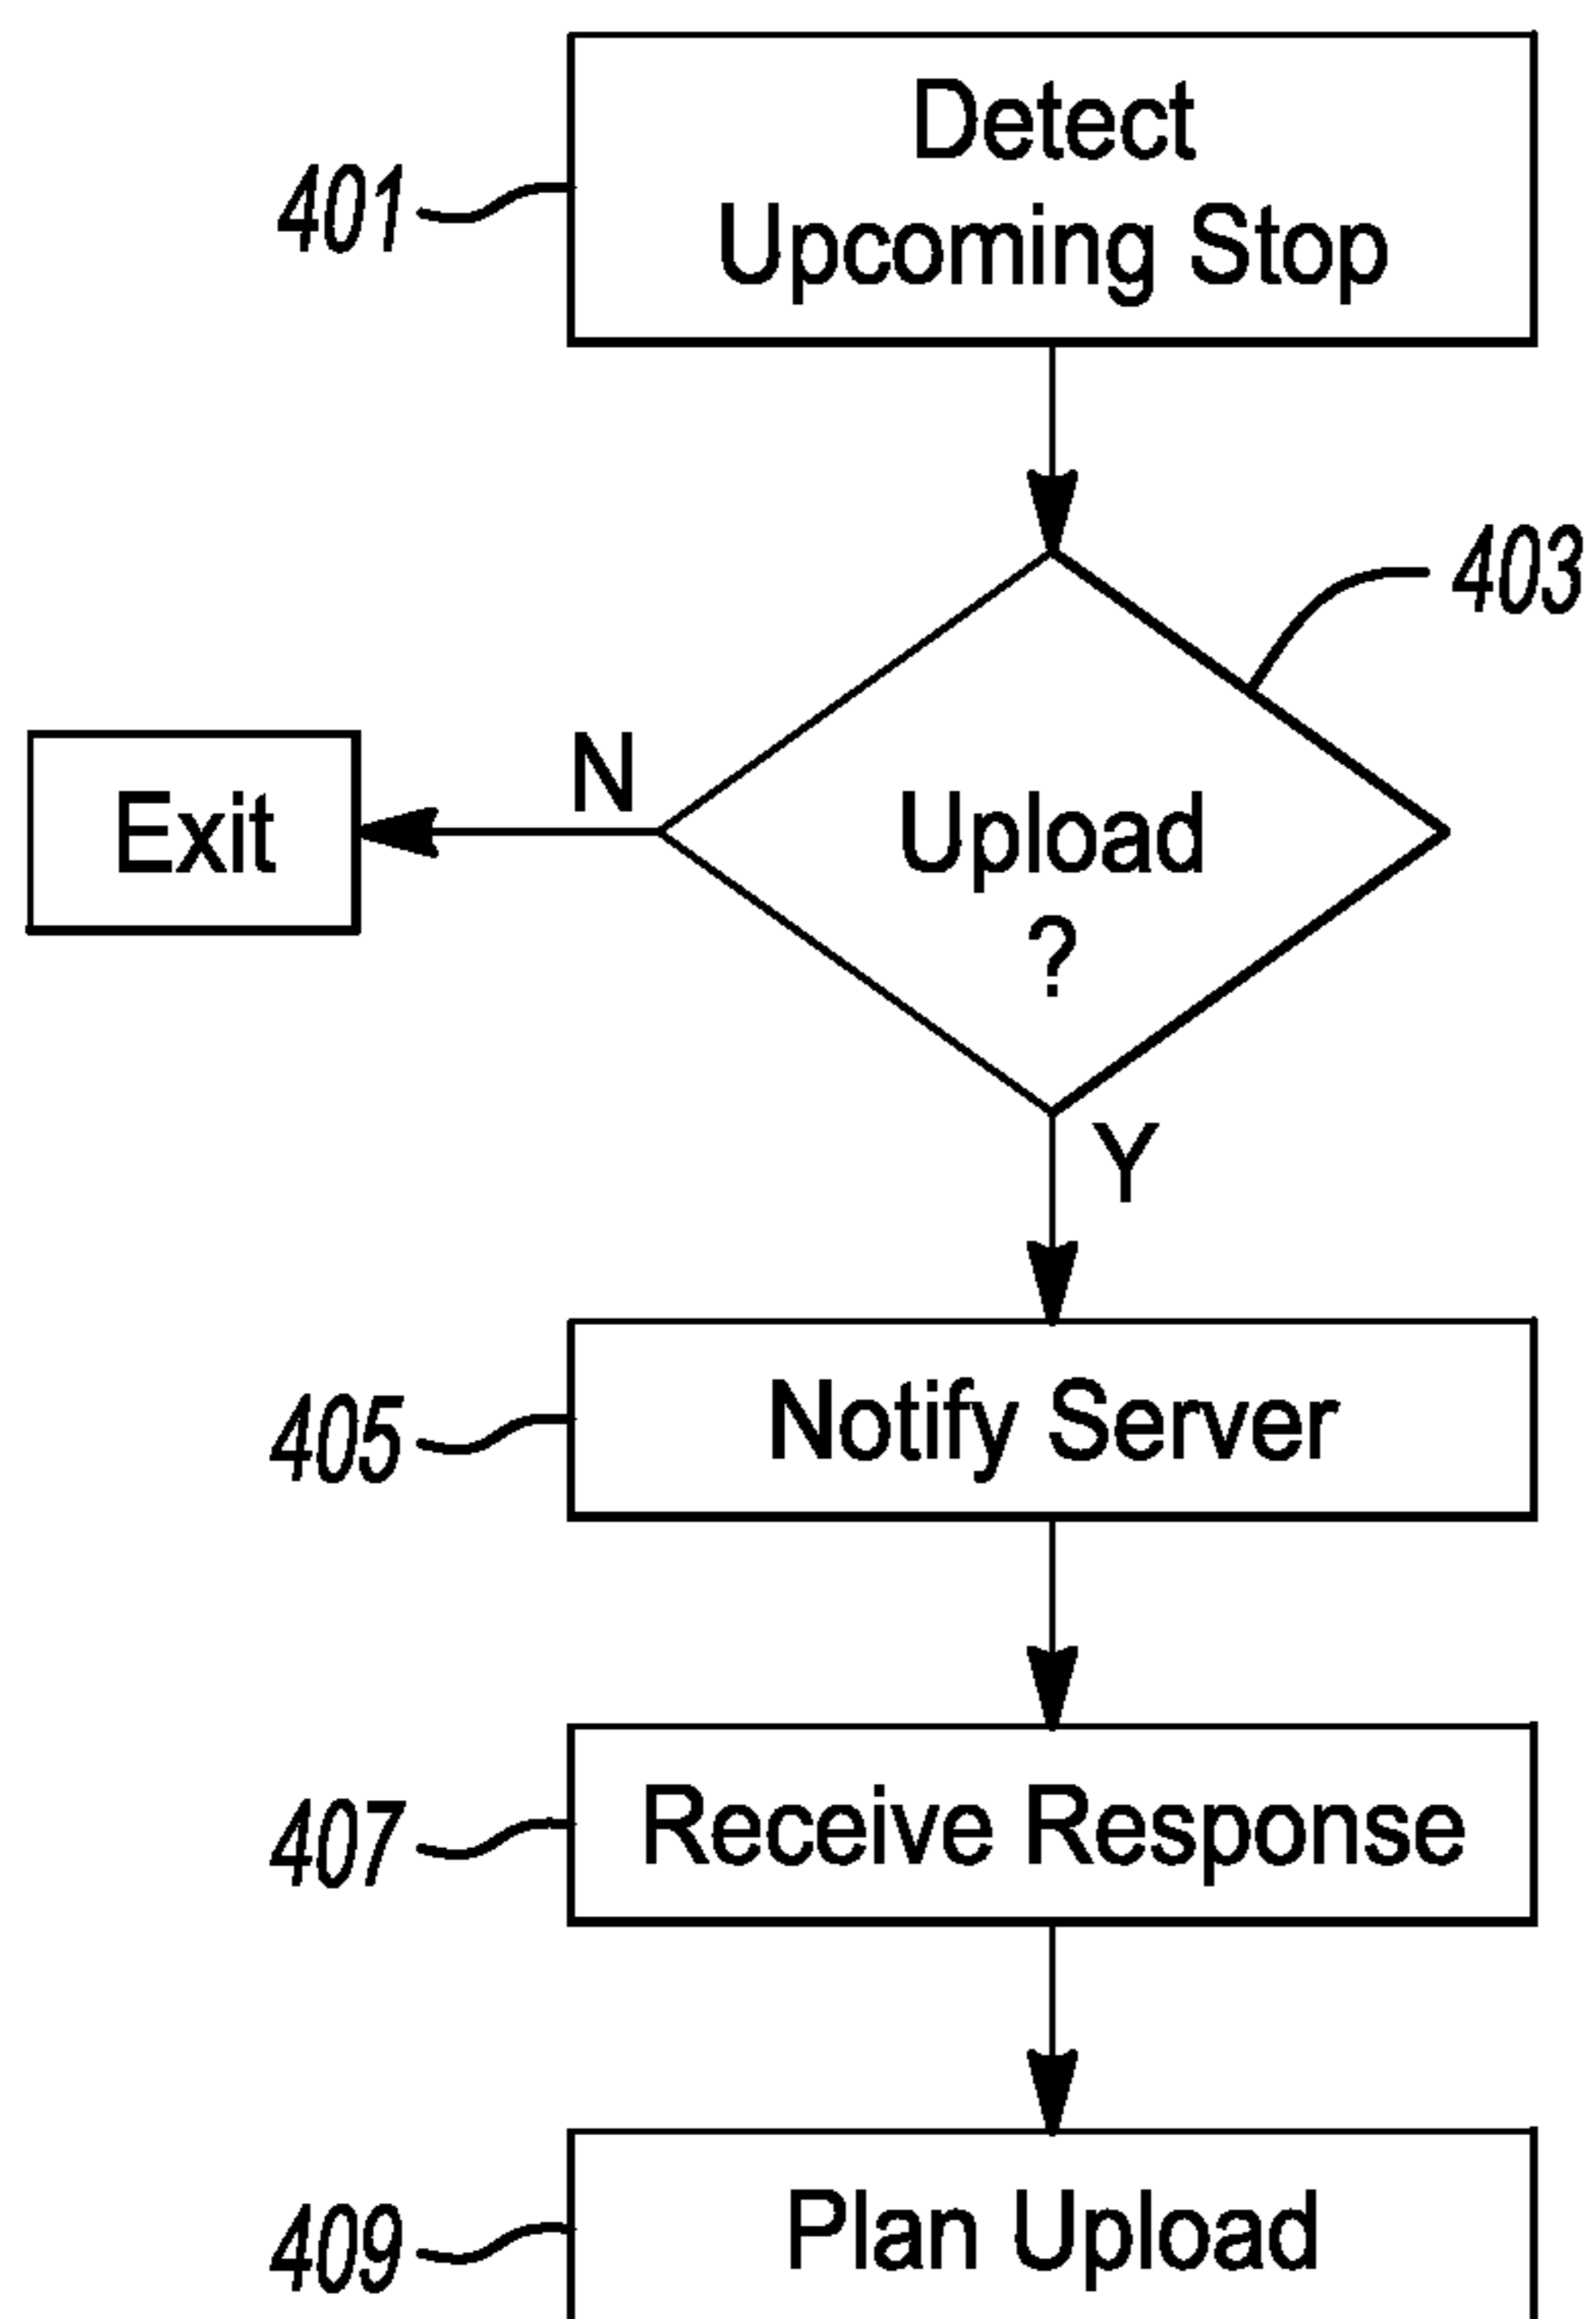 Detect
Upcoming Stop
401
403
N
Exit
Upload
?
Y
405
Notify Server
407
Receive Response
409
Plan Upload